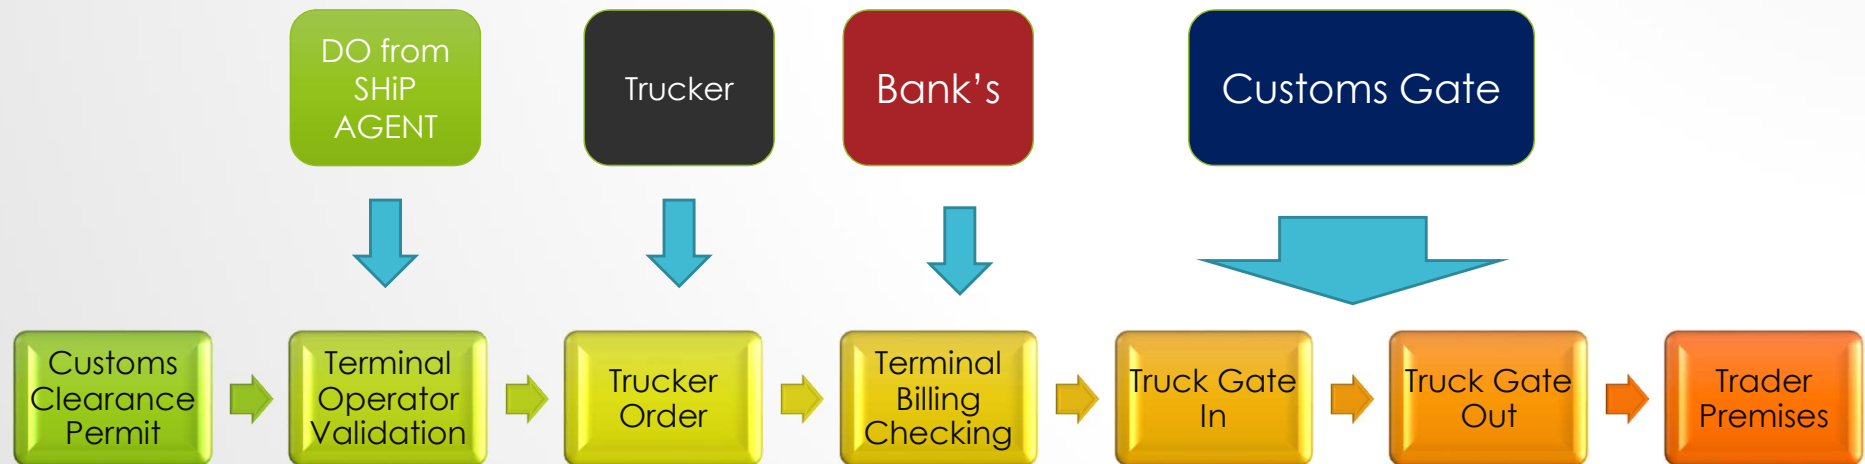 DO from
SHiP
AGENT
Trucker
Bank's
Customs Gate
Customs
Clearance
Permit
Terminal
Operator
Validation
Trucker
Order
Terminal
Billing
Checking
Truck Gate
In
Truck Gate
Out
Trader
Premises